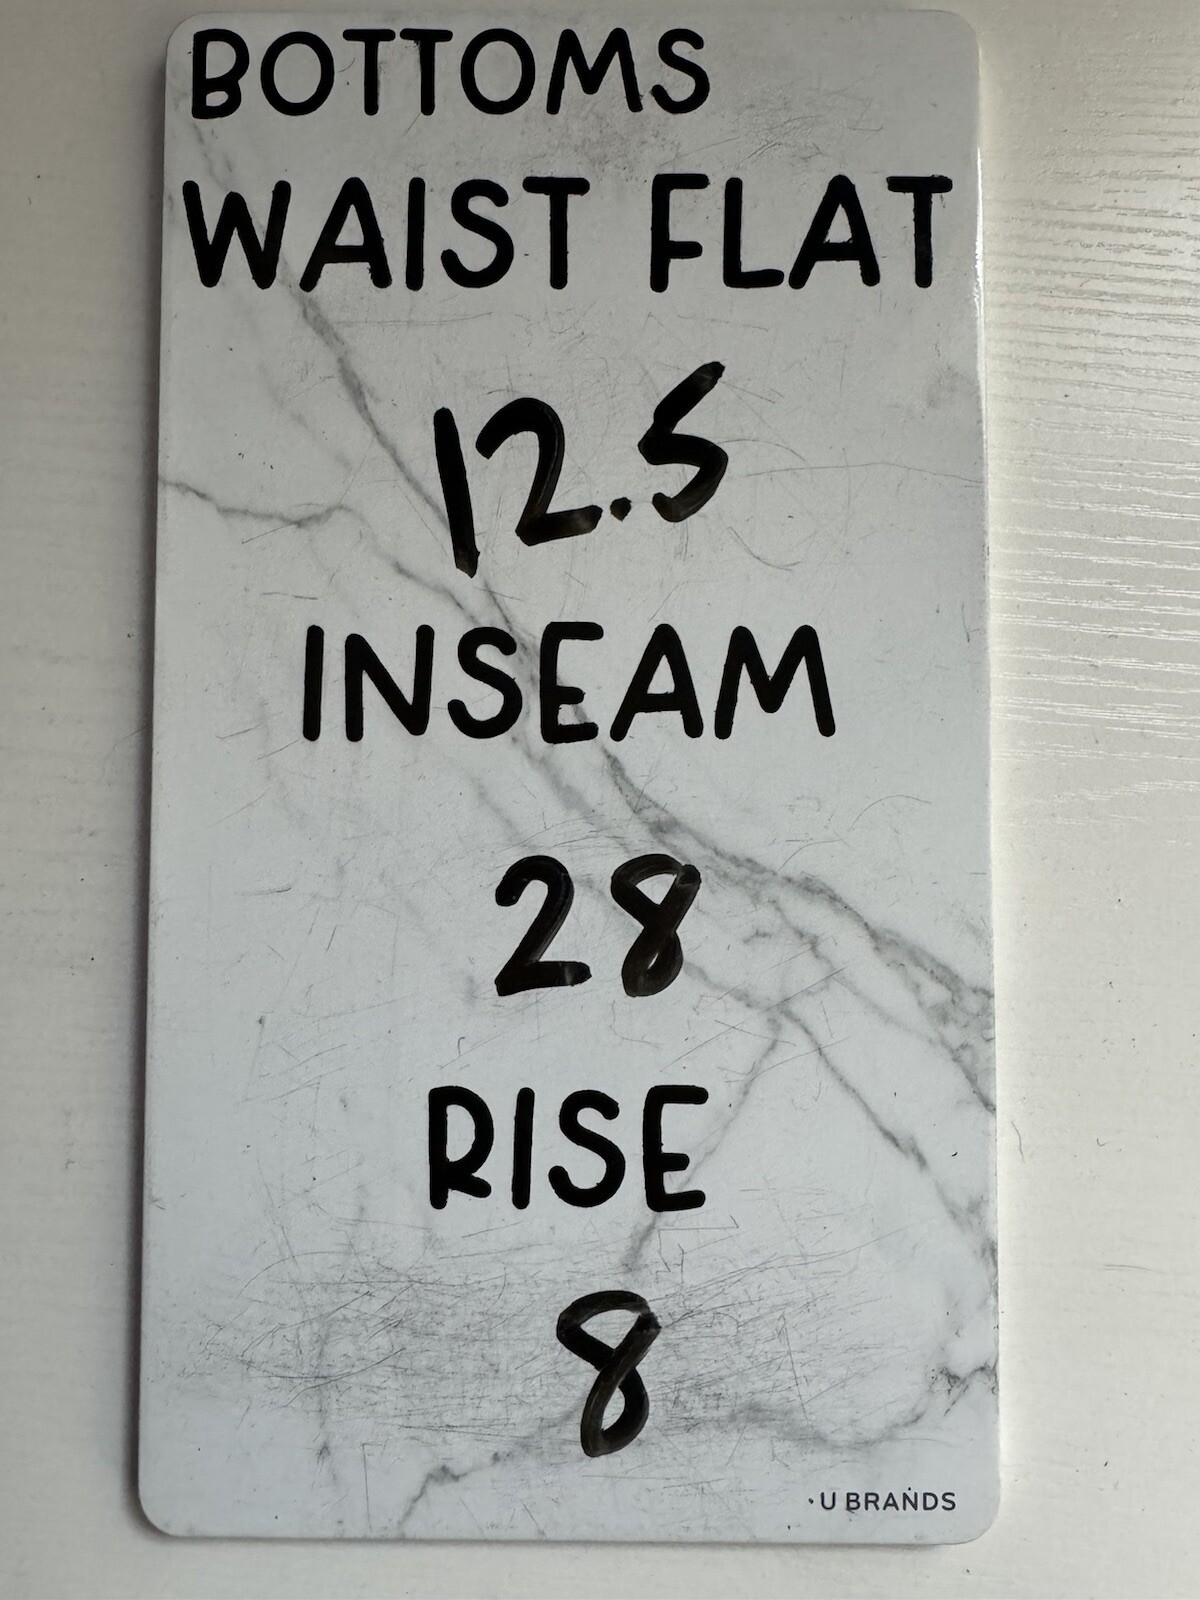 BOTTOMS
WAIST FLAT
12.5
INSEAM
28
RISE
8
U BRANDS